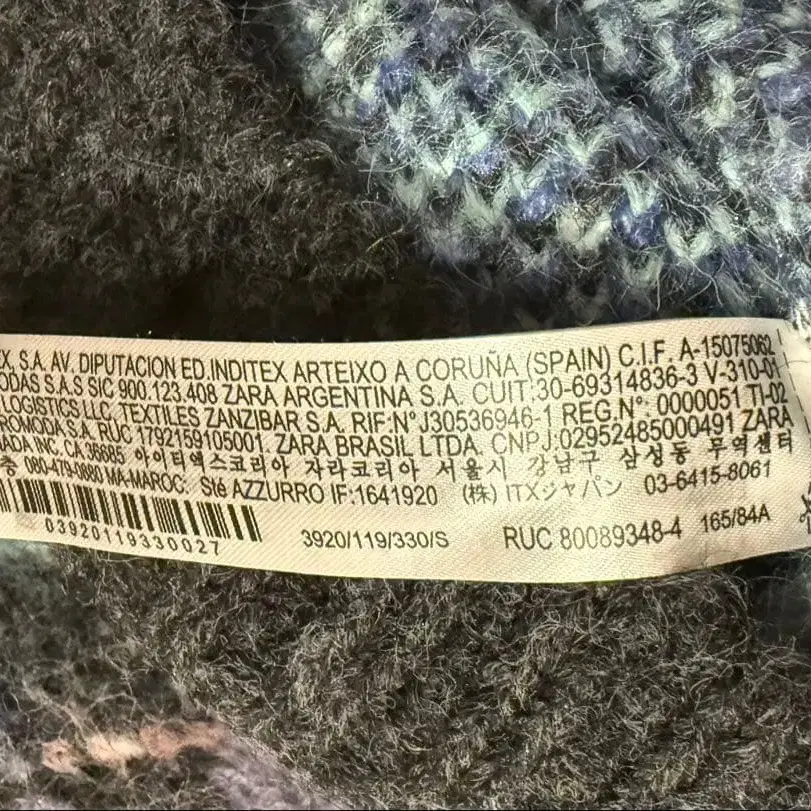 EX, S.A. AV. DIPUTACION ED.INDITEX ARTEIXO A CORUÑA (SPAIN) C.I.F. A-15075062
ODAS S.A.S SIC 900.123.408 ZARA ARGENTINA S.A. CUIT:30-69314836-3 V-310-01
LOGISTICS LLC, TEXTILES ZANZIBAR S.A. RIF:N° J30536946-1 REG.N°: 0000051 TI-02
ROMODA S.A. RUC 1792159105001. ZARA BRASIL LTDA. CNPJ:02952485000491 ZARA
ADA INC. CA 36685 아이티엑스코리아 자라코리아 서울시 강남구 삼성동 무역센터
층 080-479-0880 MA-MAROC: Sté AZZURRO IF:1641920 (株) ITXジャパン 03-6415-8061
03920119330027 3920/119/330/S RUC 80089348-4 165/84A